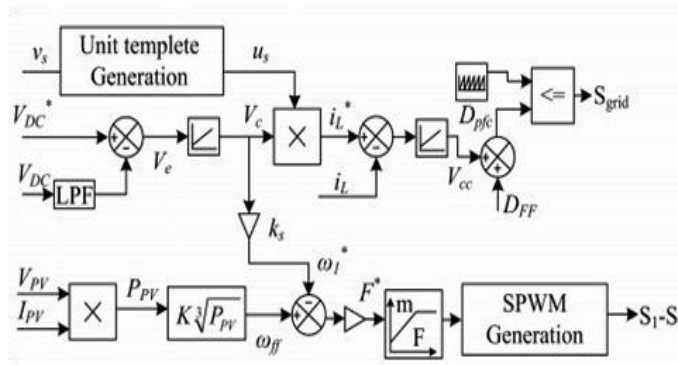 v_s
Unit templete
Generation
u_s
V_DC*
V_DC
LPF
V_e
V_c
×
i_L*
i_L
V_cc
D_pfc
D_FF
<=
S_grid
k_s
ω_1*
V_PV
I_PV
×
P_PV
K∛P_PV
ω_ff
F*
m
F
SPWM
Generation
S_1-S